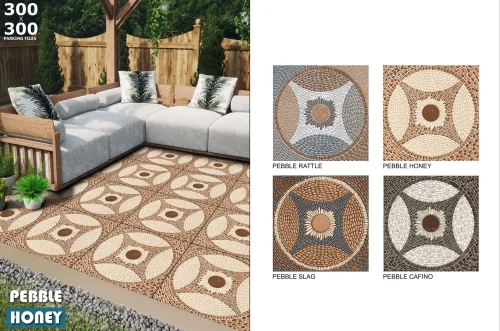 300
X
300
PARKING TILES
PEBBLE RATTLE
PEBBLE HONEY
PEBBLE SLAG
PEBBLE CAFINO
PEBBLE
HONEY